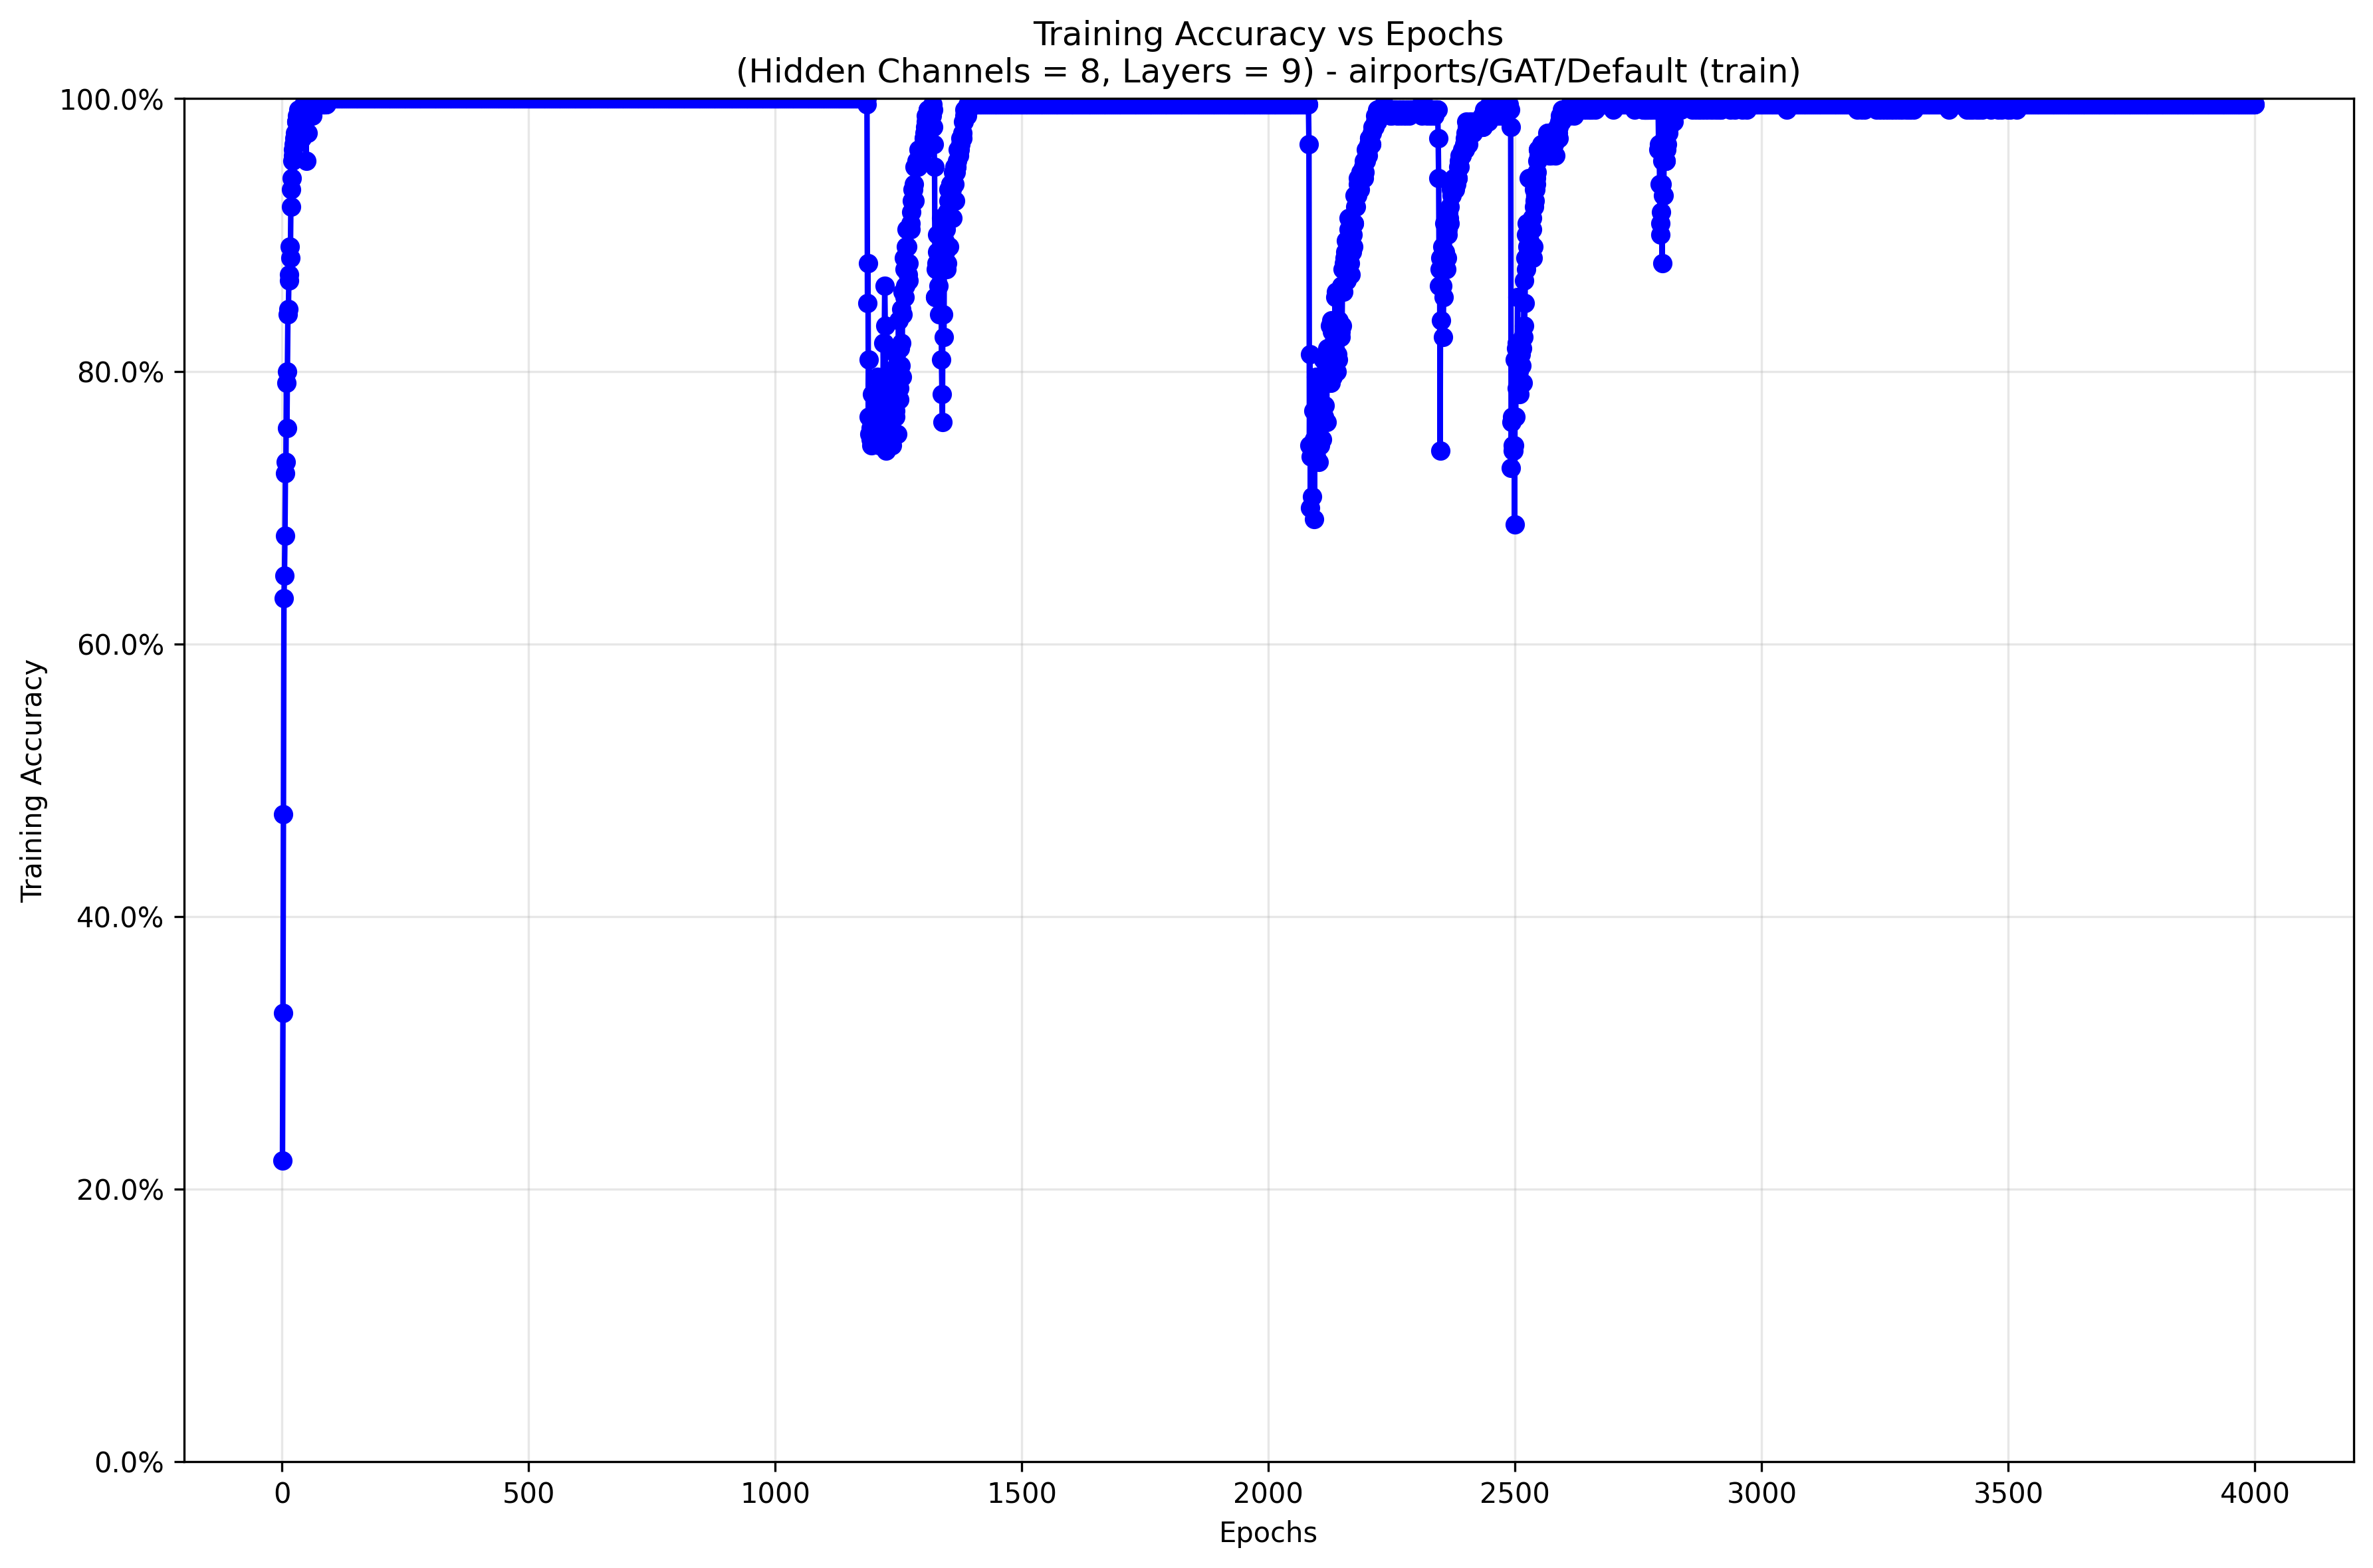 Training Accuracy vs Epochs
(Hidden Channels = 8, Layers = 9) - airports/GAT/Default (train)
100.0%
80.0%
60.0%
40.0%
20.0%
0.0%
Training Accuracy
0 500 1000 1500 2000 2500 3000 3500 4000
Epochs